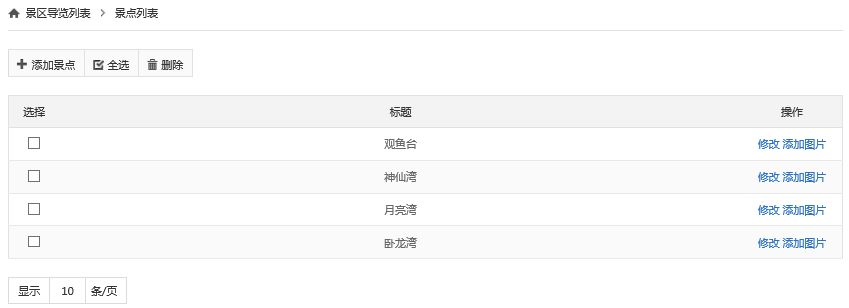 景区导览列表 > 景点列表
添加景点 全选 删除
选择 标题 操作
观鱼台 修改 添加图片
神仙湾 修改 添加图片
月亮湾 修改 添加图片
卧龙湾 修改 添加图片
显示 10 条/页